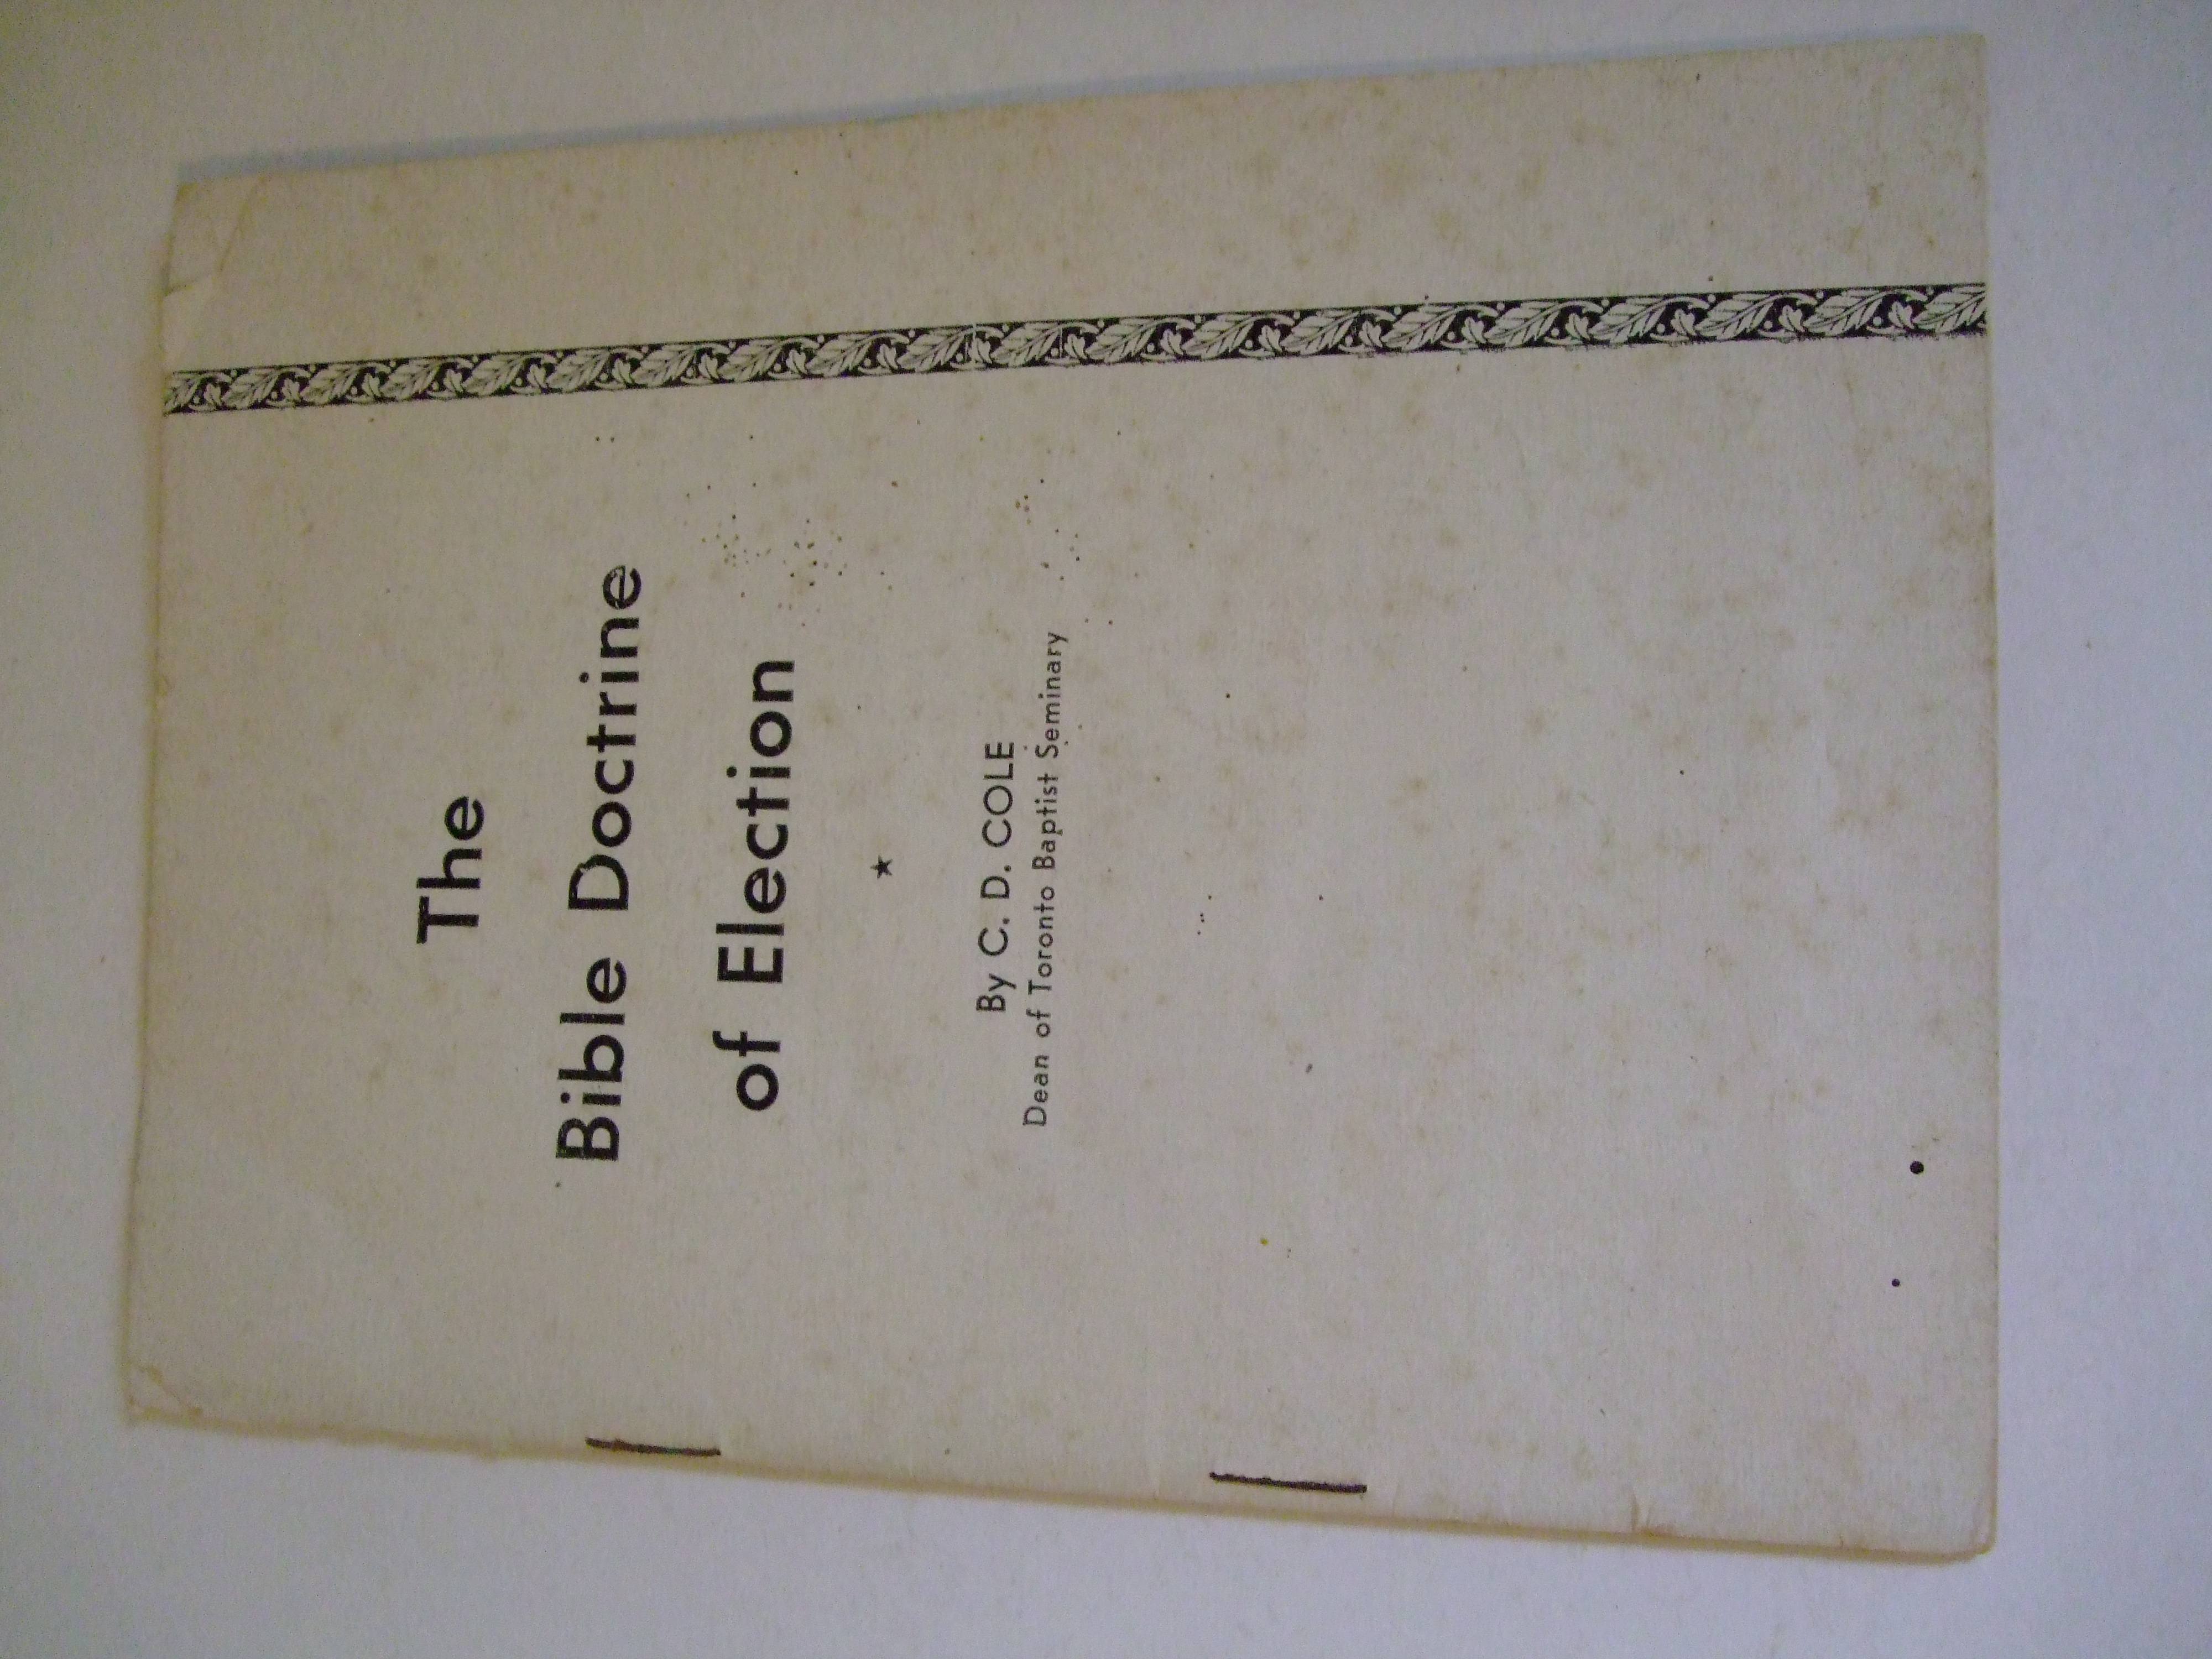 The
Bible Doctrine
of Election
By C. D. COLE
Dean of Toronto Baptist Seminary